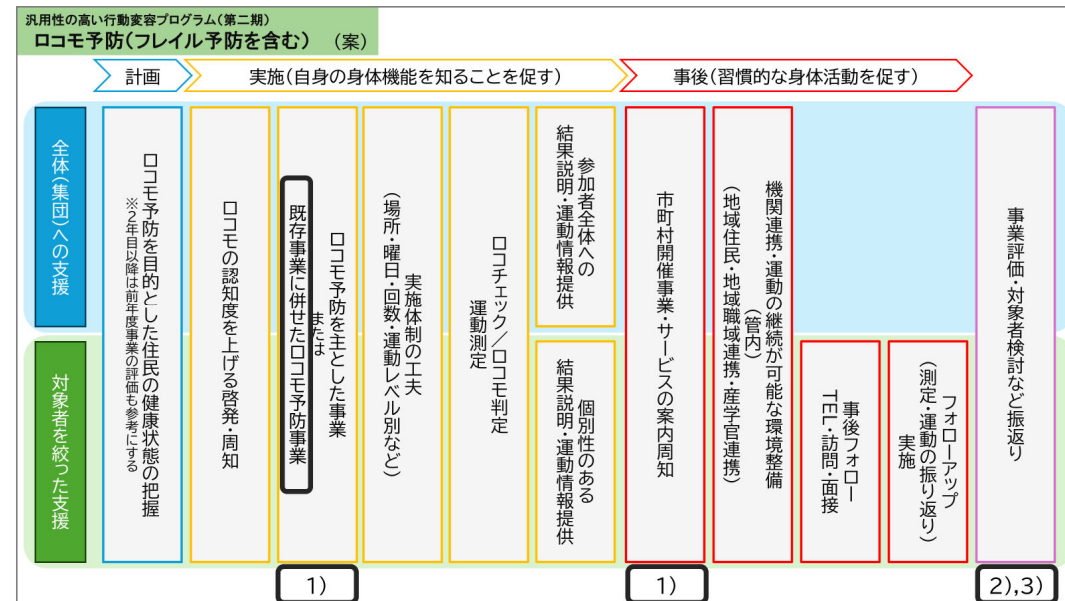 汎用性の高い行動変容プログラム(第二期)
ロコモ予防(フレイル予防を含む) (案)
計画
実施(自身の身体機能を知ることを促す)
事後(習慣的な身体活動を促す)
全体(集団)への支援
対象者を絞った支援
ロコモ予防を目的とした住民の健康状態の把握
※2年目以降は前年度事業の評価も参考にする
ロコモの認知度を上げる啓発・周知
ロコモ予防を主とした事業
または
既存事業に併せたロコモ予防事業
実施体制の工夫
(場所・曜日・回数・運動レベル別など)
ロコチェック/ロコモ判定
運動測定
参加者全体への
結果説明・運動情報提供
個別性のある
結果説明・運動情報提供
市町村開催事業・サービスの案内周知
機関連携・運動の継続が可能な環境整備
(管内)
(地域住民・地域職域連携・産学官連携)
事後フォロー
TEL・訪問・面接
フォローアップ
(測定・運動の振り返り)
実施
事業評価・対象者検討など振返り
1)
1)
2),3)